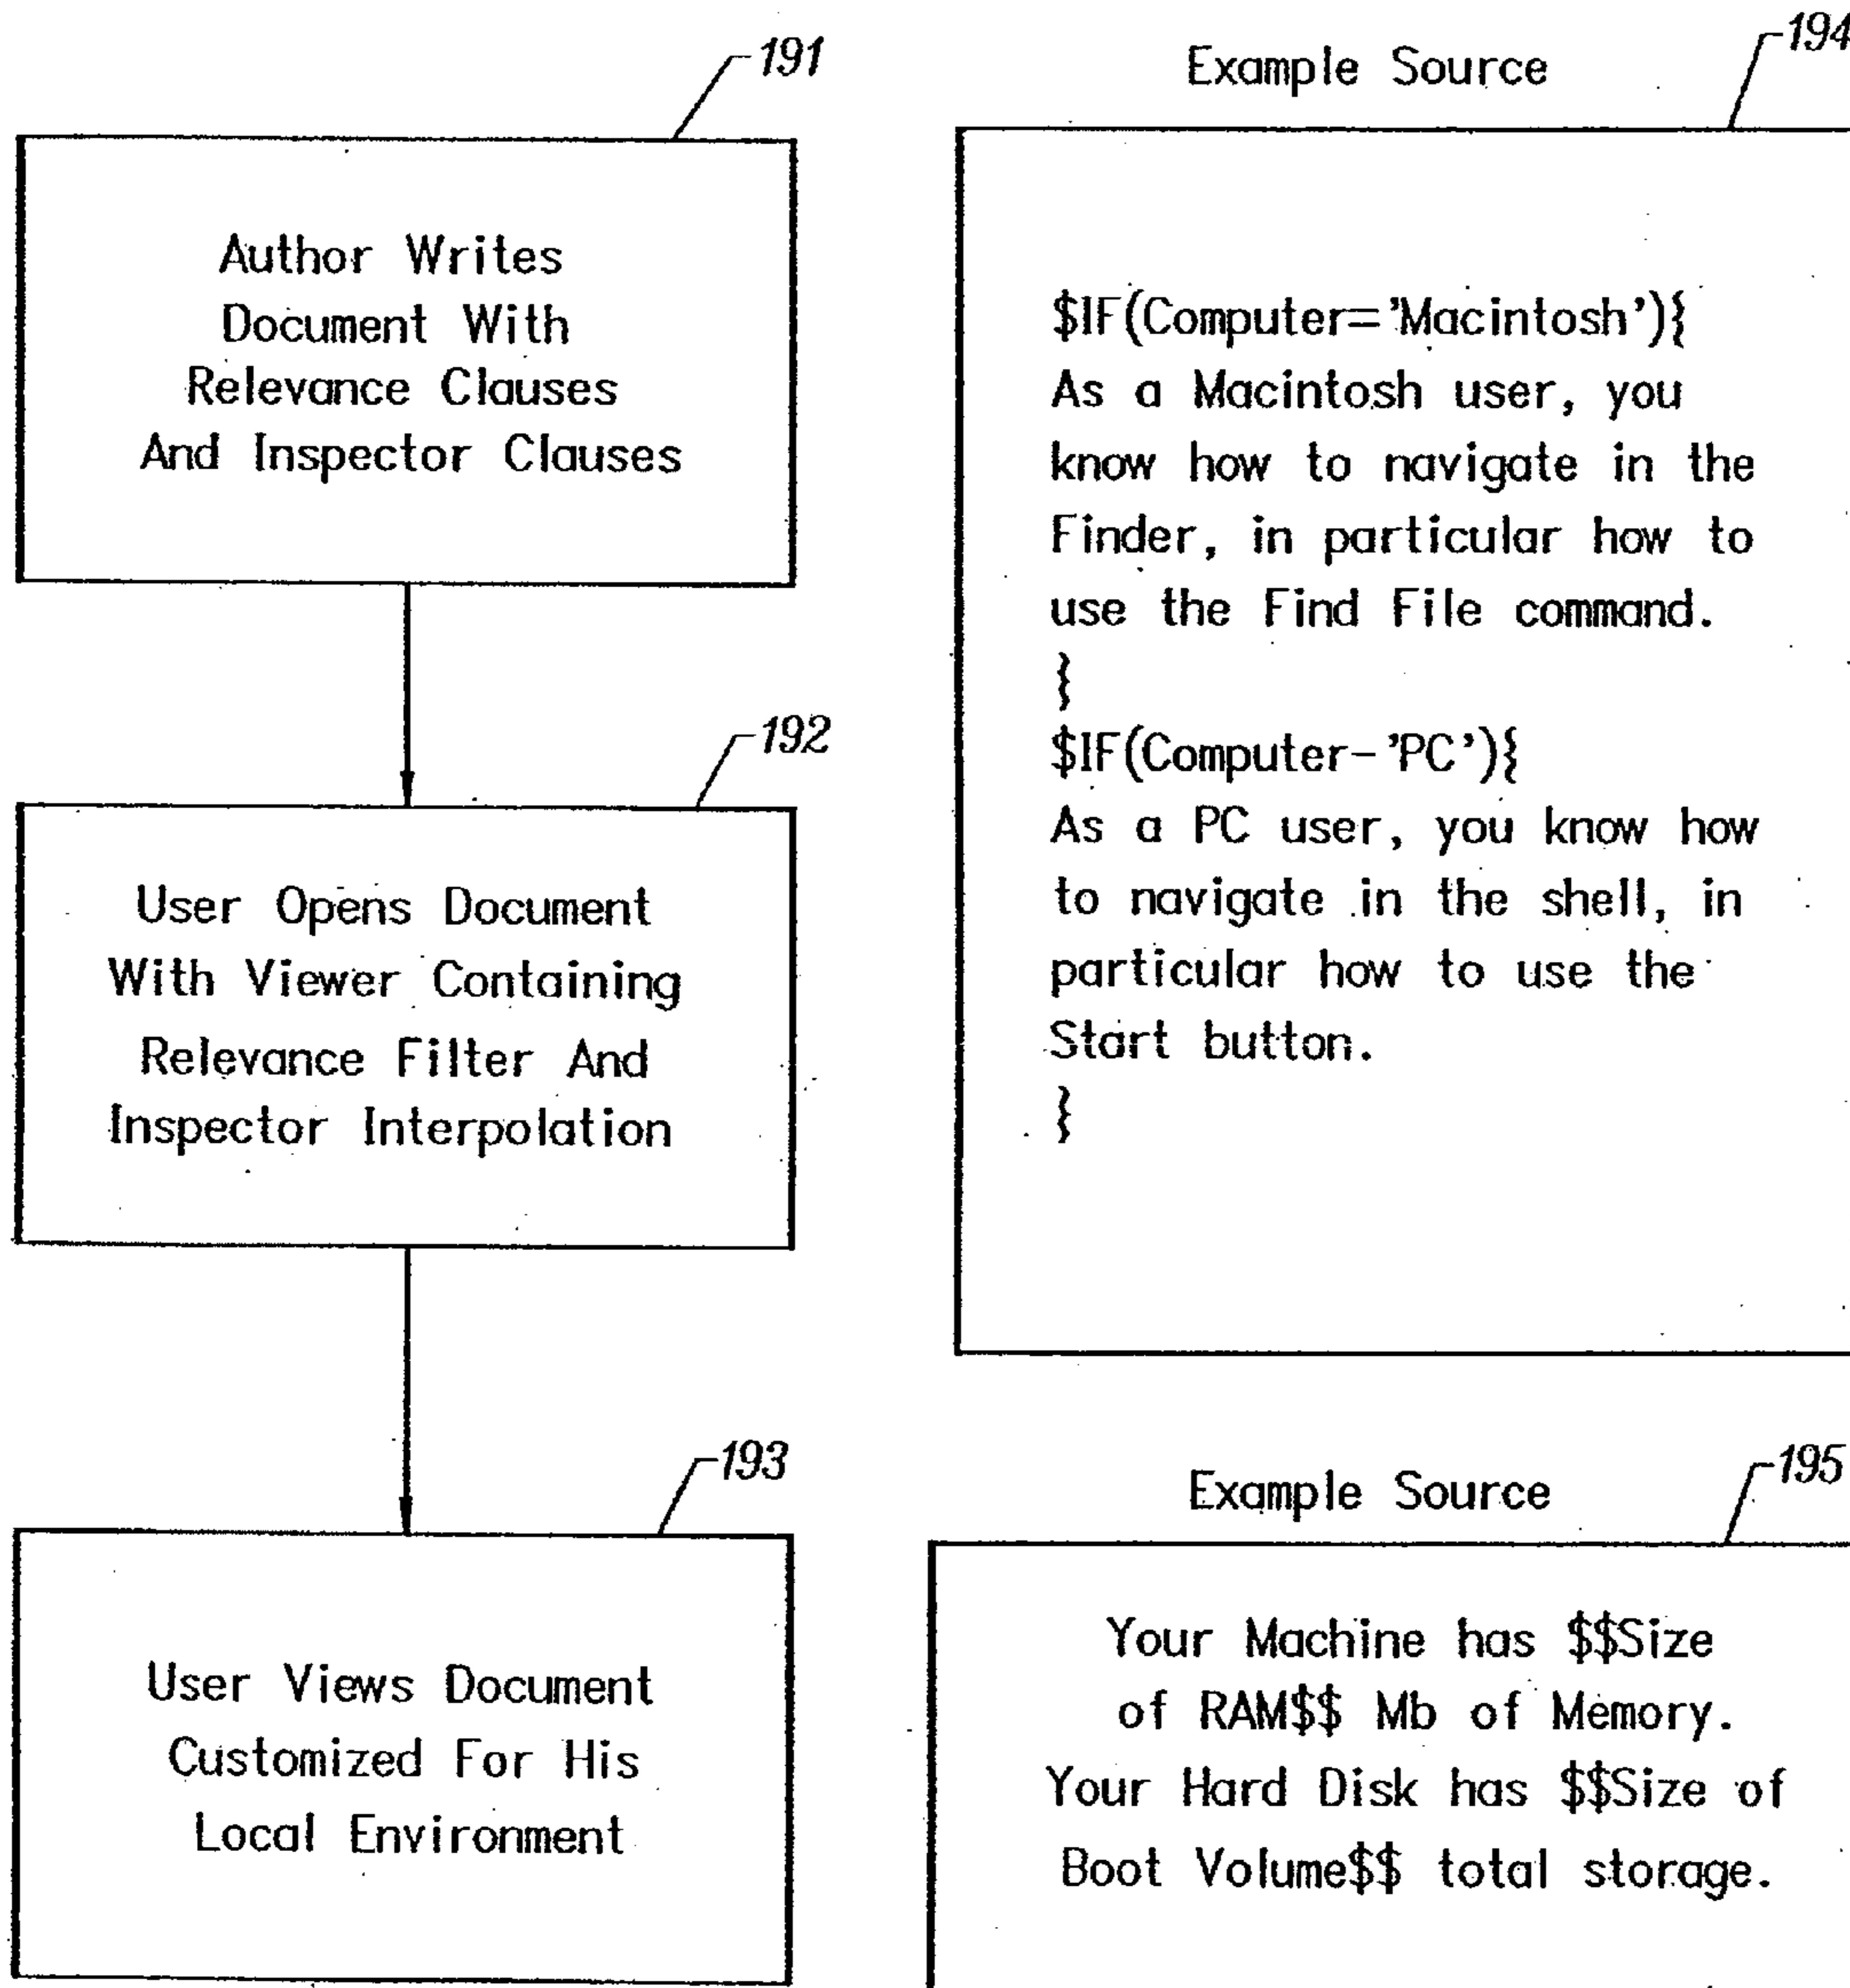 191
Author Writes
Document With
Relevance Clauses
And Inspector Clauses
192
User Opens Document
With Viewer Containing
Relevance Filter And
Inspector Interpolation
193
User Views Document
Customized For His
Local Environment
Example Source
194
$IF(Computer='Macintosh'){
As a Macintosh user, you
know how to navigate in the
Finder, in particular how to
use the Find File command.
}
$IF(Computer-'PC'){
As a PC user, you know how
to navigate in the shell, in
particular how to use the
Start button.
}
Example Source
195
Your Machine has $$Size
of RAM$$ Mb of Memory.
Your Hard Disk has $$Size of
Boot Volume$$ total storage.